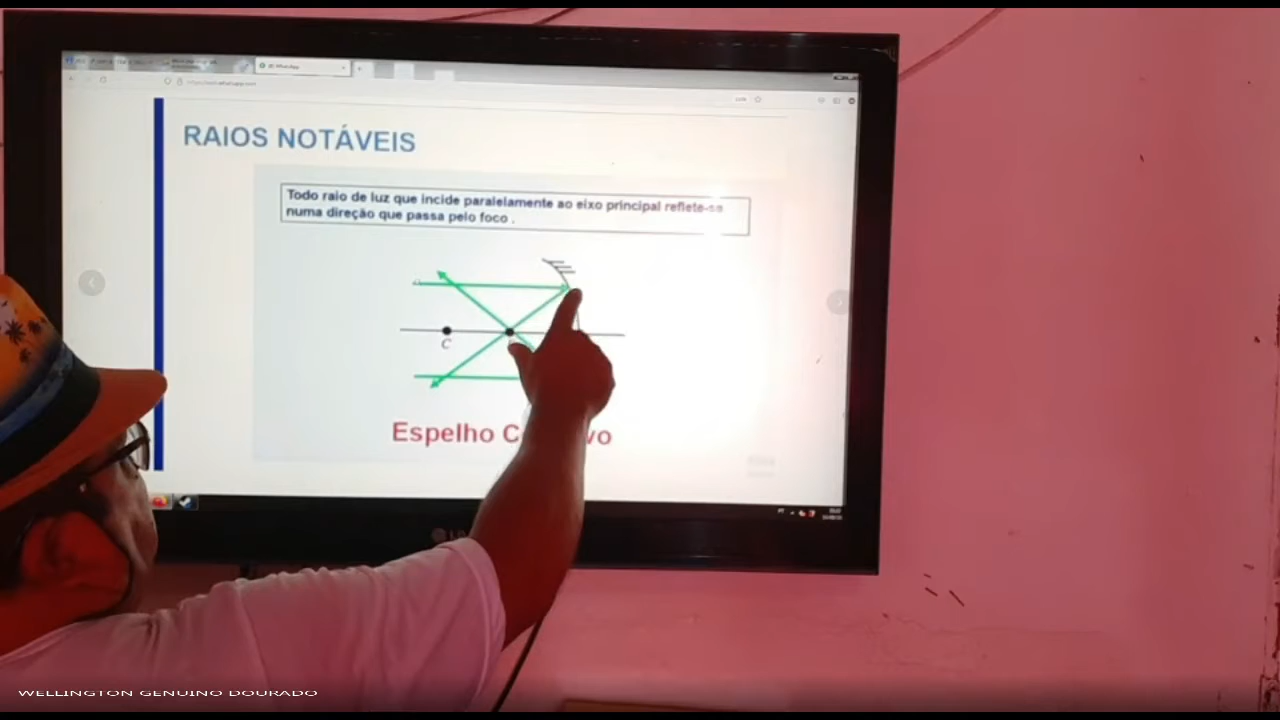 RAIOS NOTÁVEIS
Todo raio de luz que incide paralelamente ao eixo principal reflete-se
numa direção que passa pelo foco .
C
Espelho
WELLINGTON GENUINO DOURADO